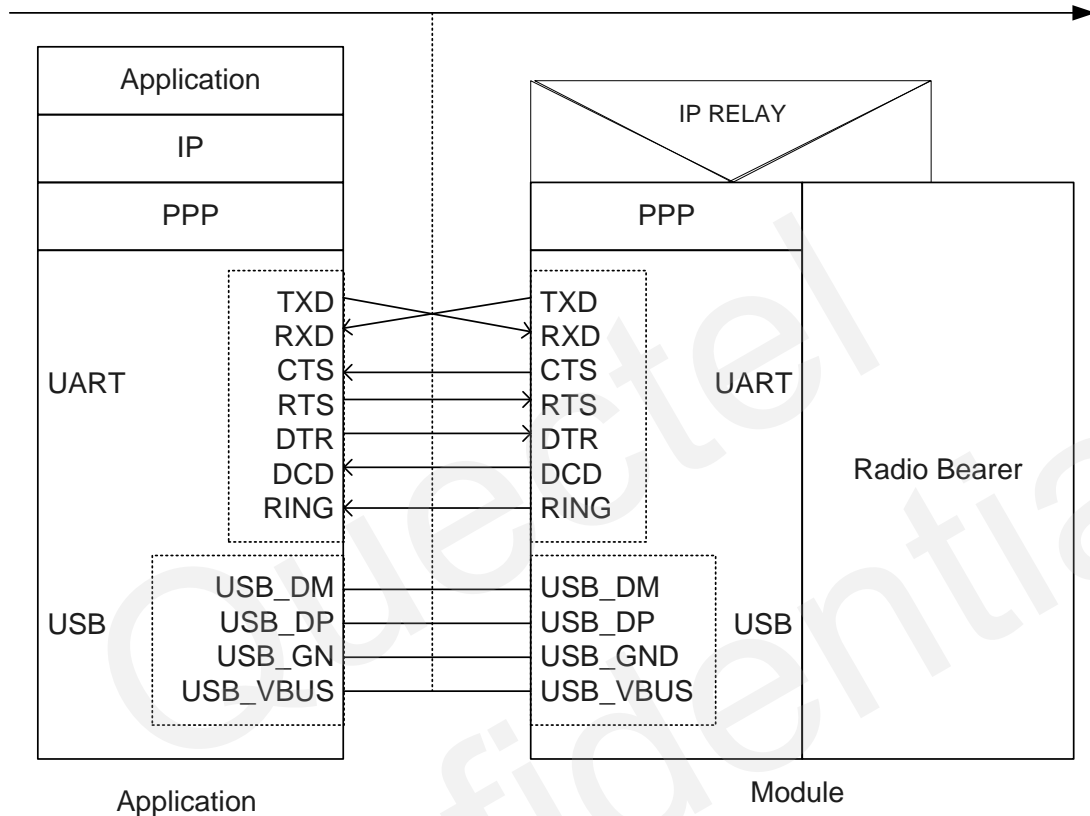 Application
IP
PPP
UART
TXD
RXD
CTS
RTS
DTR
DCD
RING
USB
USB_DM
USB_DP
USB_GN
USB_VBUS
Application
IP RELAY
PPP
TXD
RXD
CTS
RTS
DTR
DCD
RING
UART
USB_DM
USB_DP
USB_GND
USB_VBUS
USB
Radio Bearer
Module
Quectel